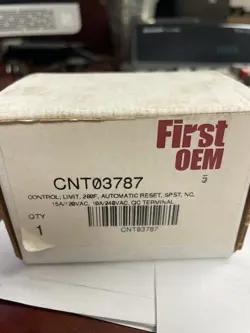 First
OEM
5
CNT03787
CONTROL, LIMIT, 200F, AUTOMATIC RESET, SPST, NC,
15A/120VAC, 10A/240VAC, QC TERMINAL
QTY
1
CNT03787